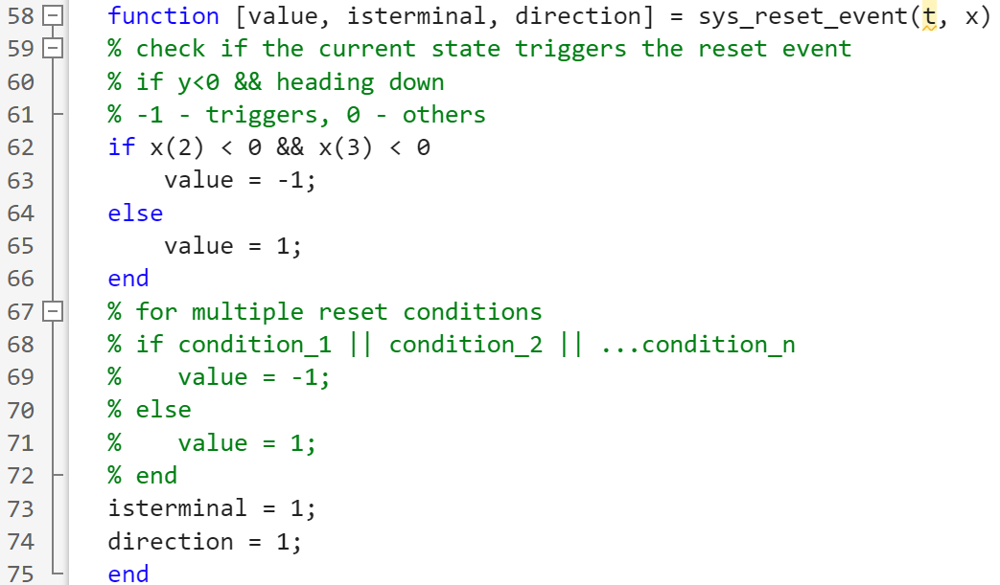 58 function [value, isterminal, direction] = sys_reset_event(t, x)
59 % check if the current state triggers the reset event
60 % if y<0 && heading down
61 % -1 - triggers, 0 - others
62 if x(2) < 0 && x(3) < 0
63     value = -1;
64 else
65     value = 1;
66 end
67 % for multiple reset conditions
68 % if condition_1 || condition_2 || ...condition_n
69 %    value = -1;
70 % else
71 %    value = 1;
72 % end
73 isterminal = 1;
74 direction = 1;
75 end